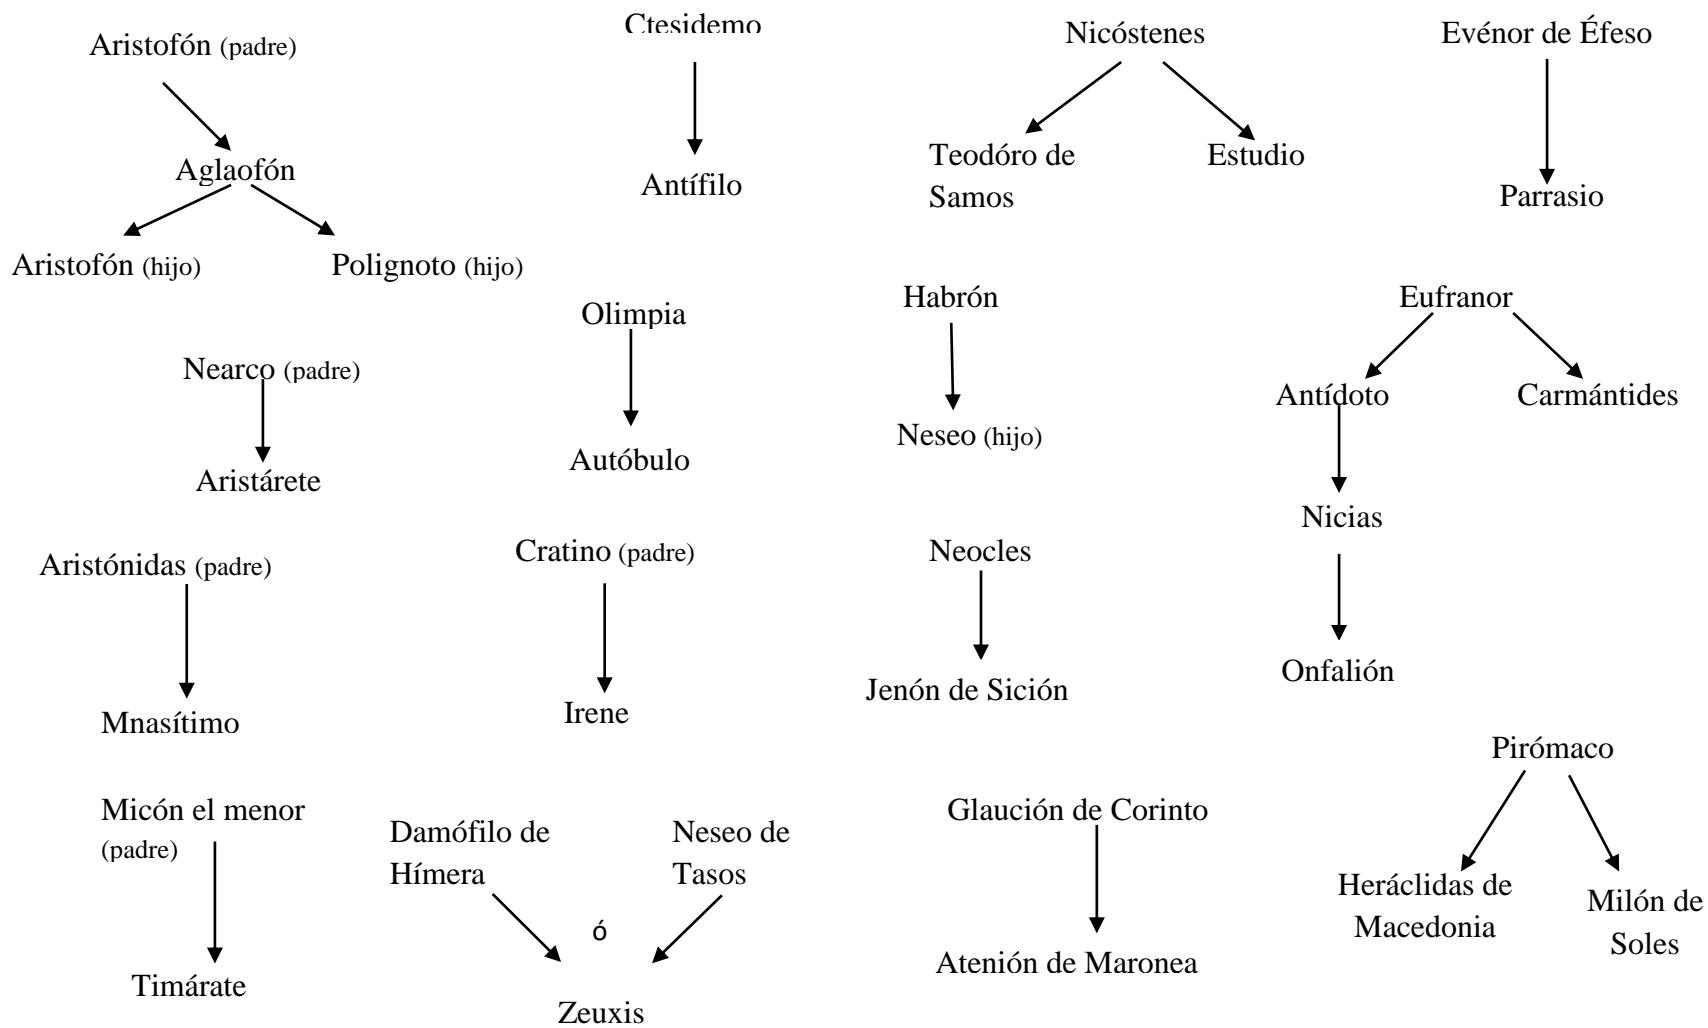 Aristofón (padre)
Ctesidemo
Nicóstenes
Evénor de Éfeso
Aglaofón
Antífilo
Teodóro de
Samos
Estudio
Parrasio
Aristofón (hijo)
Polignoto (hijo)
Olimpia
Habrón
Eufranor
Nearco (padre)
Antídoto
Carmántides
Aristárete
Autóbulo
Neseo (hijo)
Nicias
Aristónidas (padre)
Cratino (padre)
Neocles
Onfalión
Mnasítimo
Irene
Jenón de Sición
Pirómaco
Micón el menor
(padre)
Damófilo de
Hímera
Neseo de
Tasos
Glaución de Corinto
Heráclidas de
Macedonia
Milón de
Soles
ó
Timárate
Zeuxis
Atenión de Maronea